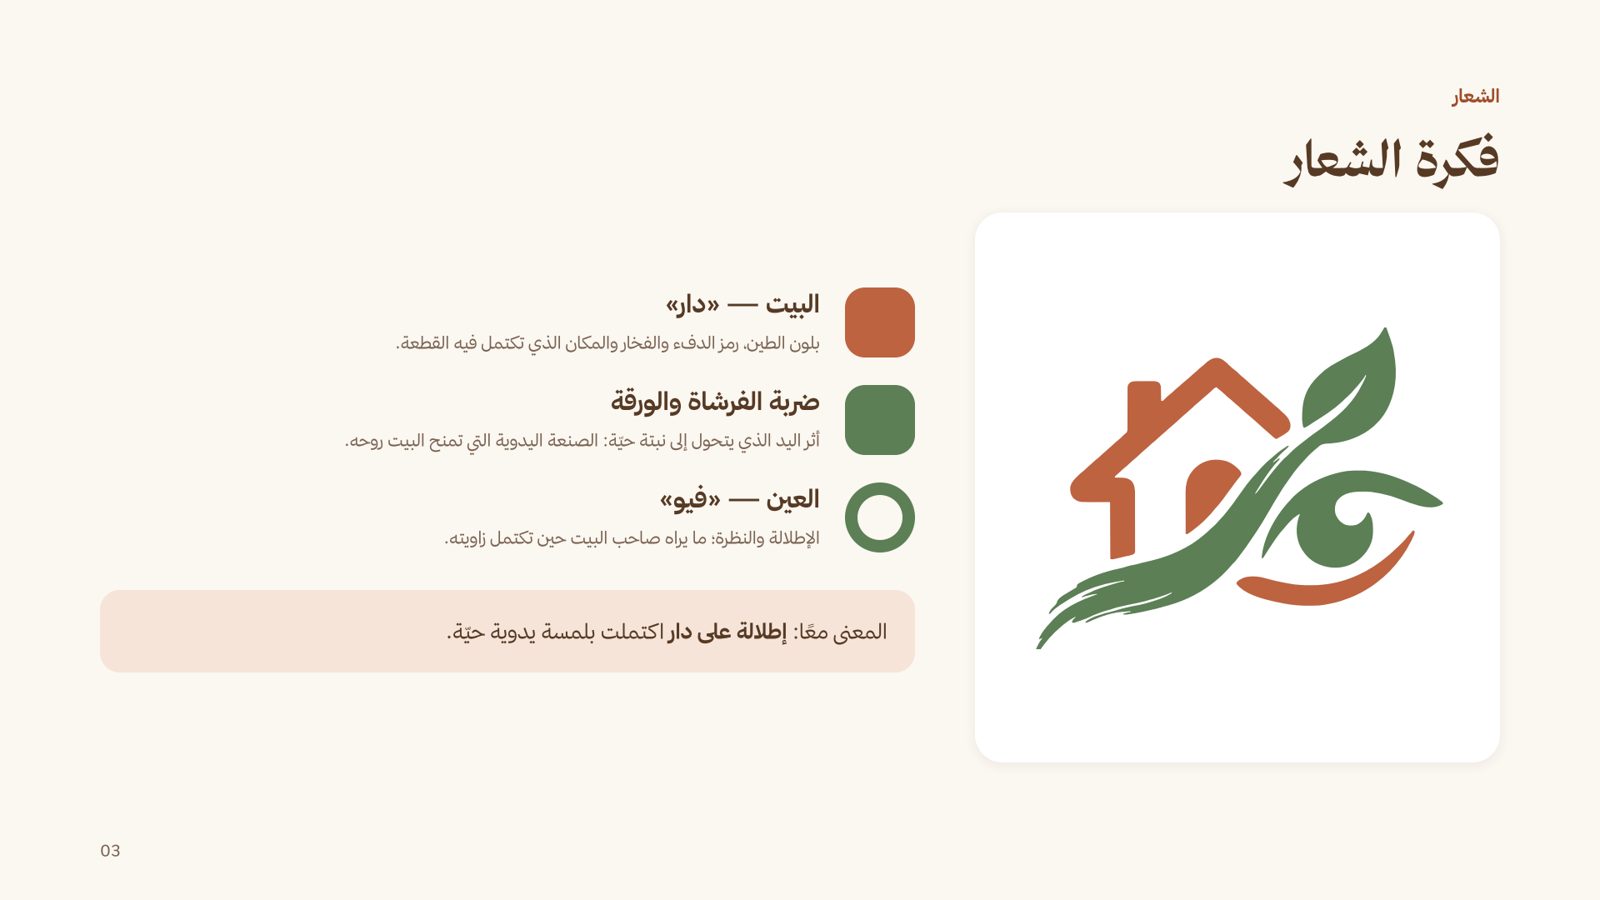 الشعار
فكرة الشعار
البيت — «دار»
بلون الطين، رمز الدفء والفخار والمكان الذي تكتمل فيه القطعة.
ضربة الفرشاة والورقة
أثر اليد الذي يتحول إلى نبتة حيّة: الصنعة اليدوية التي تمنح البيت روحه.
العين — «فيو»
الإطلالة والنظرة؛ ما يراه صاحب البيت حين تكتمل زاويته.
المعنى معًا: إطلالة على دار اكتملت بلمسة يدوية حيّة.
03